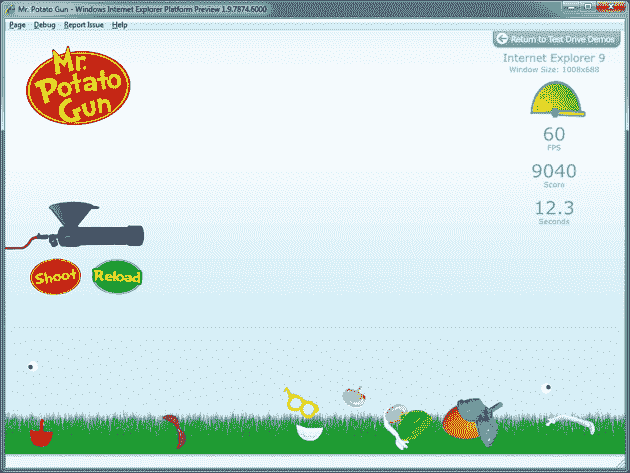 Mr. Potato Gun - Windows Internet Explorer Platform Preview 1.9.7874.6000
Page Debug Report Issue Help
Return to Test Drive Demos
Mr.
Potato
Gun
Internet Explorer 9
Window Size: 1008x688
60
FPS
9040
Score
12.3
Seconds
Shoot Reload